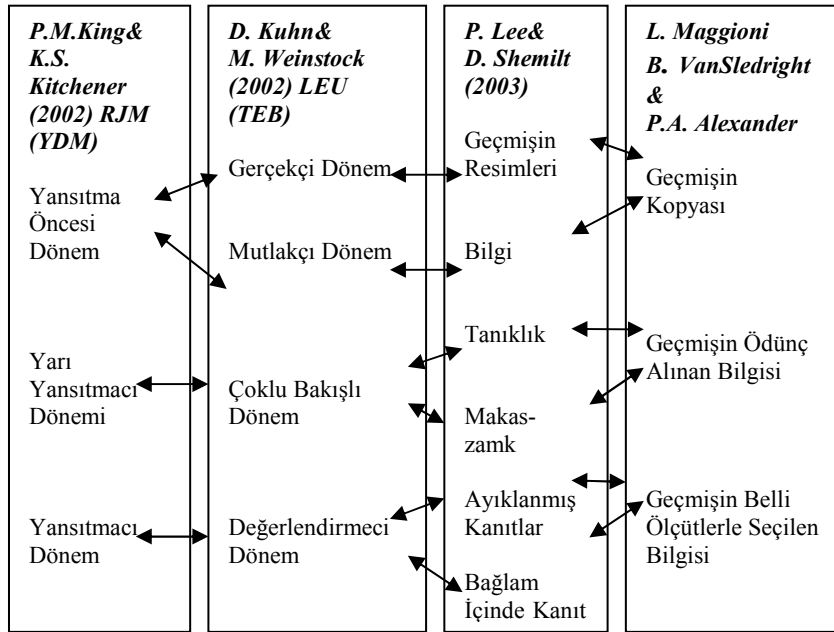 P.M.King&
K.S.
Kitchener
(2002) RJM
(YDM)
Yansıtma
Öncesi
Dönem
Yarı
Yansıtmacı
Dönemi
Yansıtmacı
Dönem
D. Kuhn&
M. Weinstock
(2002) LEU
(TEB)
Gerçekçi Dönem
Mutlakçı Dönem
Çoklu Bakışlı
Dönem
Değerlendirmeci
Dönem
P. Lee&
D. Shemilt
(2003)
Geçmişin
Resimleri
Bilgi
Tanıklık
Makas-
zamk
Ayıklanmış
Kanıtlar
Bağlam
İçinde Kanıt
L. Maggioni
B. VanSledright
&
P.A. Alexander
Geçmişin
Kopyası
Geçmişin Ödünç
Alınan Bilgisi
Geçmişin Belli
Ölçütlerle Seçilen
Bilgisi